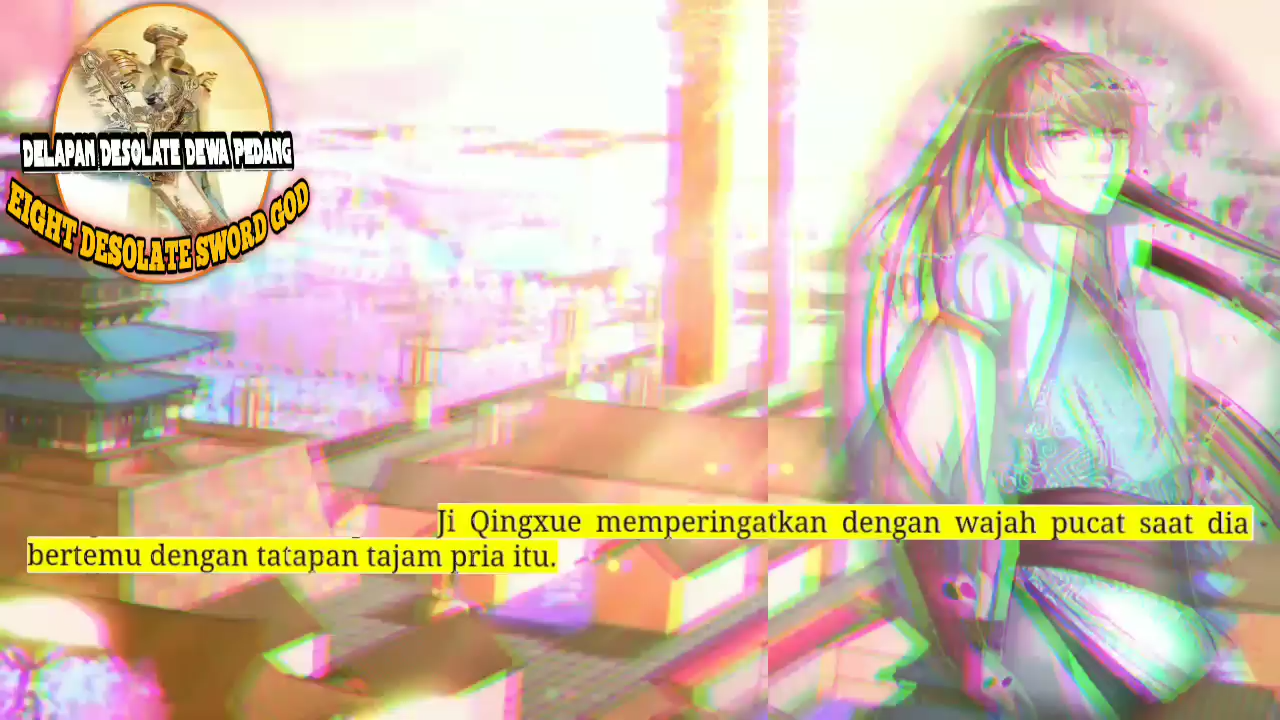 DELAPAN DESOLATE DEWA PEDANG
EIGHT DESOLATE SWORD GOD
Ji Qingxue memperingatkan dengan wajah pucat saat dia
bertemu dengan tatapan tajam pria itu.